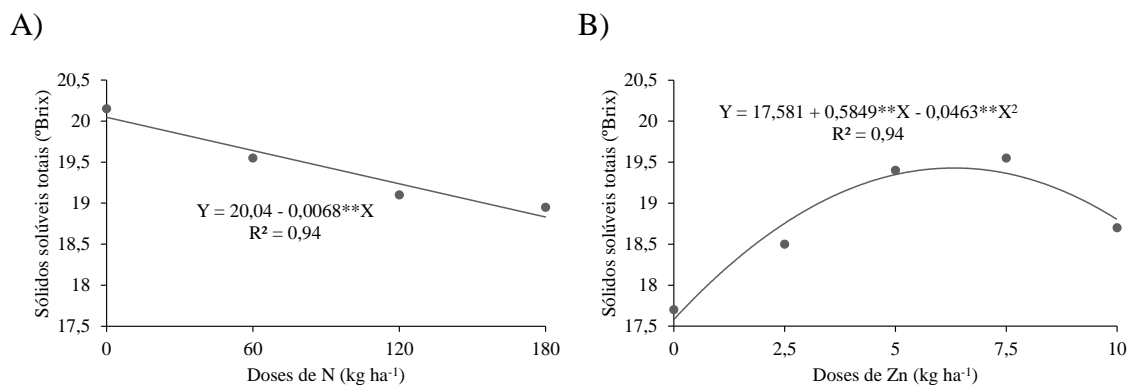 A)
Sólidos solúveis totais (ºBrix)
20,5
20
19,5
19
18,5
18
17,5
Y = 20,04 - 0,0068**X
R² = 0,94
0 60 120 180
Doses de N (kg ha⁻¹)
B)
Sólidos solúveis totais (ºBrix)
20,5
20
19,5
19
18,5
18
17,5
Y = 17,581 + 0,5849**X - 0,0463**X²
R² = 0,94
0 2,5 5 7,5 10
Doses de Zn (kg ha⁻¹)